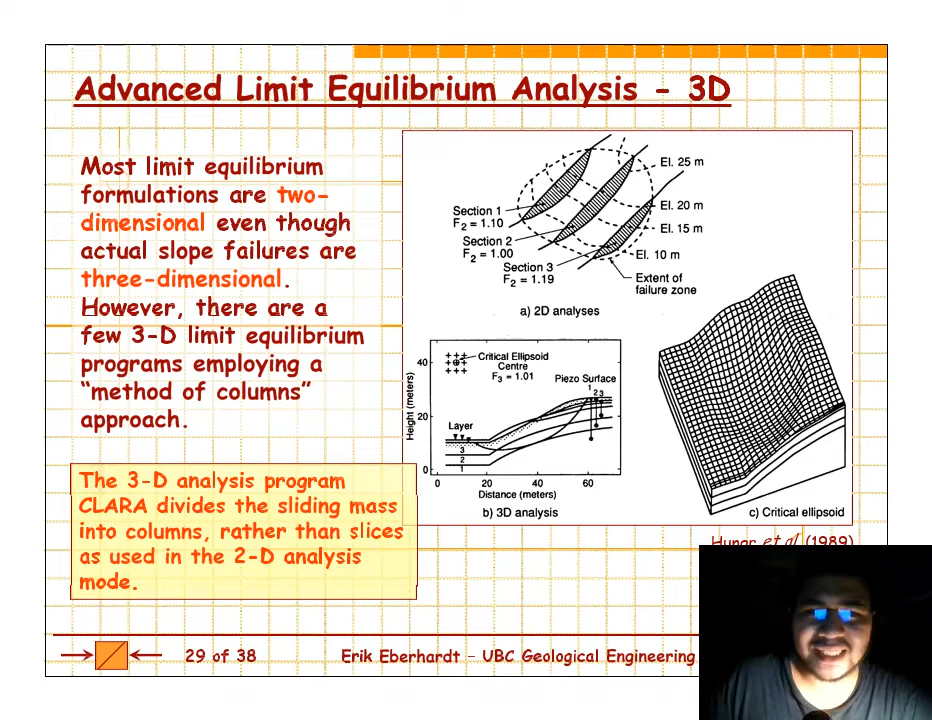 Advanced Limit Equilibrium Analysis - 3D
Most limit equilibrium
formulations are two-
dimensional even though
actual slope failures are
three-dimensional.
However, there are a
few 3-D limit equilibrium
programs employing a
“method of columns”
approach.
The 3-D analysis program
CLARA divides the sliding mass
into columns, rather than slices
as used in the 2-D analysis
mode.
El. 25 m
El. 20 m
El. 15 m
El. 10 m
Section 1
F₂ = 1.10
Section 2
F₂ = 1.00
Section 3
F₂ = 1.19
Extent of
failure zone
a) 2D analyses
Critical Ellipsoid
Centre
F₃ = 1.01
Piezo Surface
1 2 3
Layer
3
2
1
40
20
0
Height (meters)
0 20 40 60
Distance (meters)
b) 3D analysis
c) Critical ellipsoid
Hungr et al. (1989)
29 of 38
Erik Eberhardt – UBC Geological Engineering